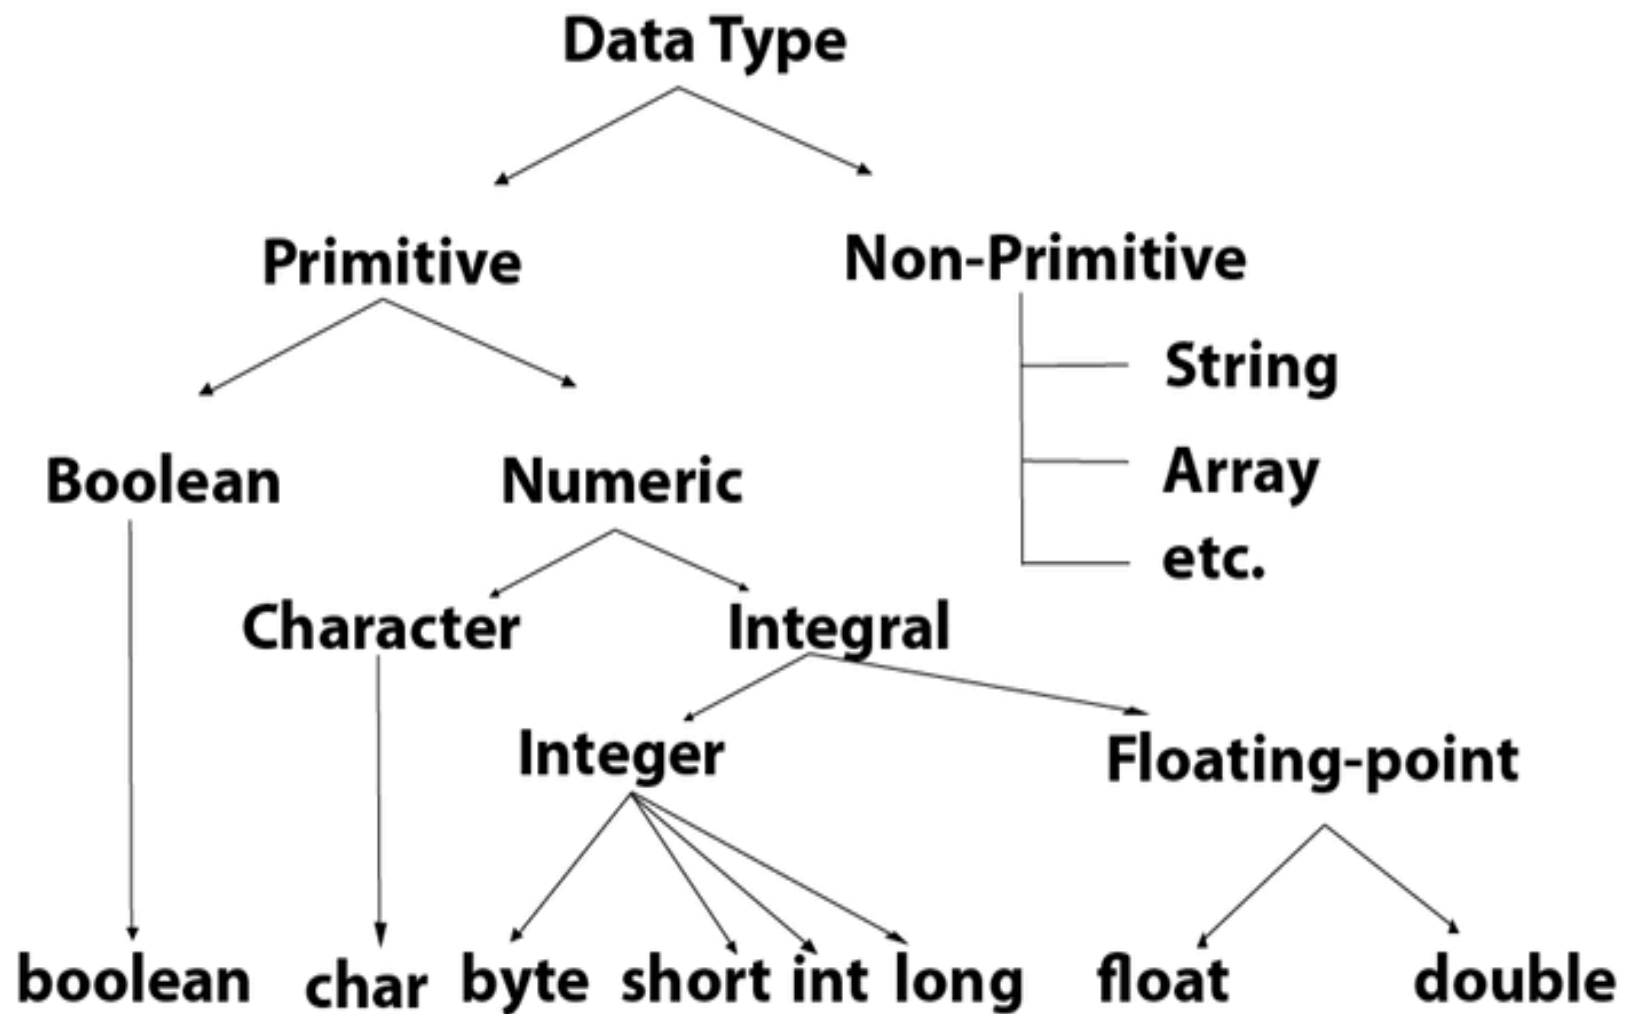 Data Type
Primitive
Non-Primitive
String
Array
etc.
Boolean
Numeric
Character
Integral
Integer
Floating-point
boolean
char
byte
short
int
long
float
double